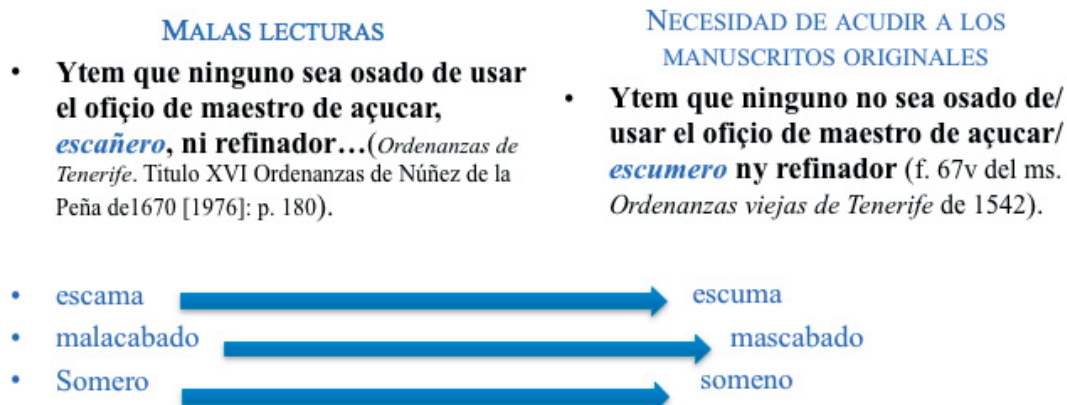 MALAS LECTURAS
• Ytem que ninguno sea osado de usar
el ofiçio de maestro de açucar,
escañero, ni refinador…(Ordenanzas de
Tenerife. Titulo XVI Ordenanzas de Núñez de la
Peña de1670 [1976]: p. 180).
NECESIDAD DE ACUDIR A LOS
MANUSCRITOS ORIGINALES
• Ytem que ninguno no sea osado de/
usar el ofiçio de maestro de açucar/
escumero ny refinador (f. 67v del ms.
Ordenanzas viejas de Tenerife de 1542).
• escama escuma
• malacabado mascabado
• Somero someno